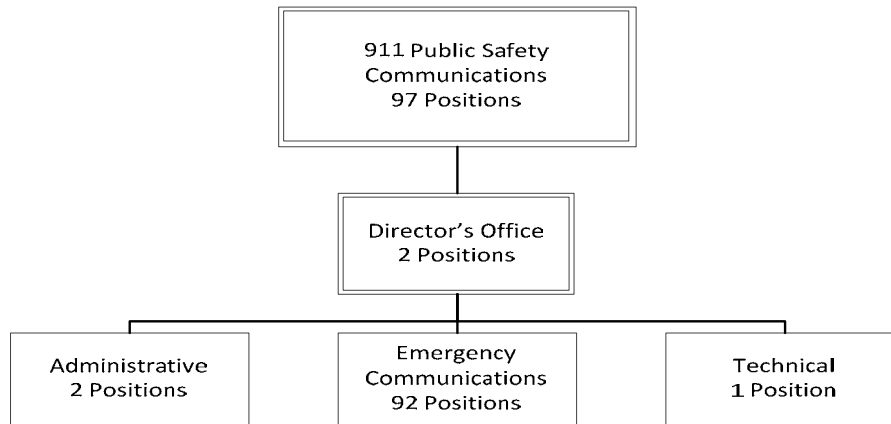 911 Public Safety
Communications
97 Positions
Director's Office
2 Positions
Administrative
2 Positions
Emergency
Communications
92 Positions
Technical
1 Position